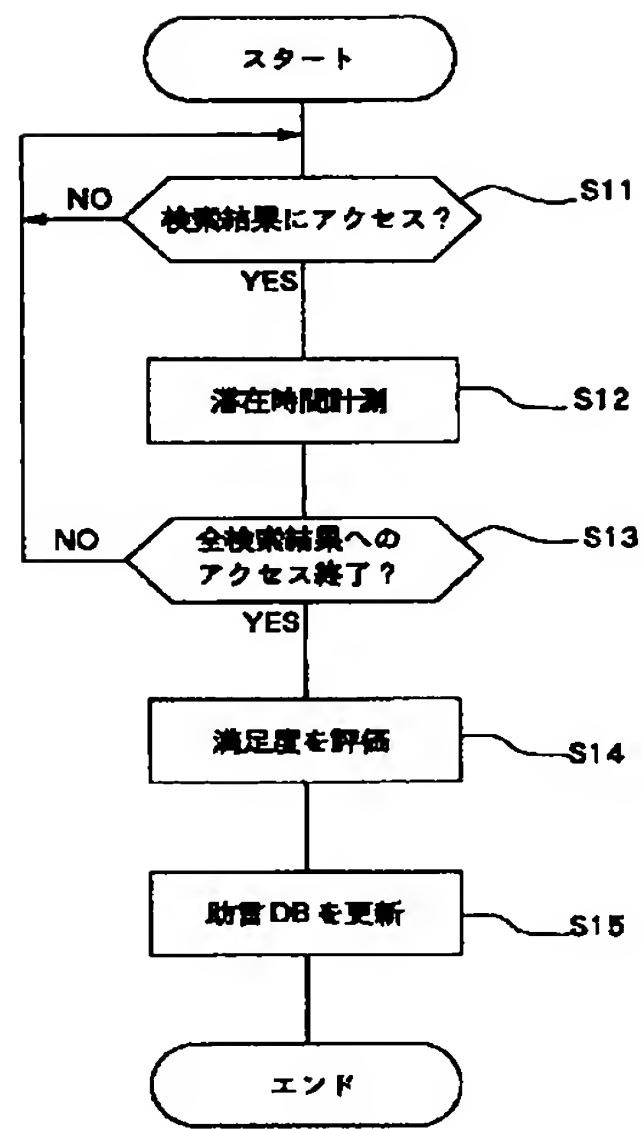 スタート
NO
検索結果にアクセス？
S11
YES
滞在時間計測
S12
NO
全検索結果への
アクセス終了？
S13
YES
満足度を評価
S14
助言DBを更新
S15
エンド